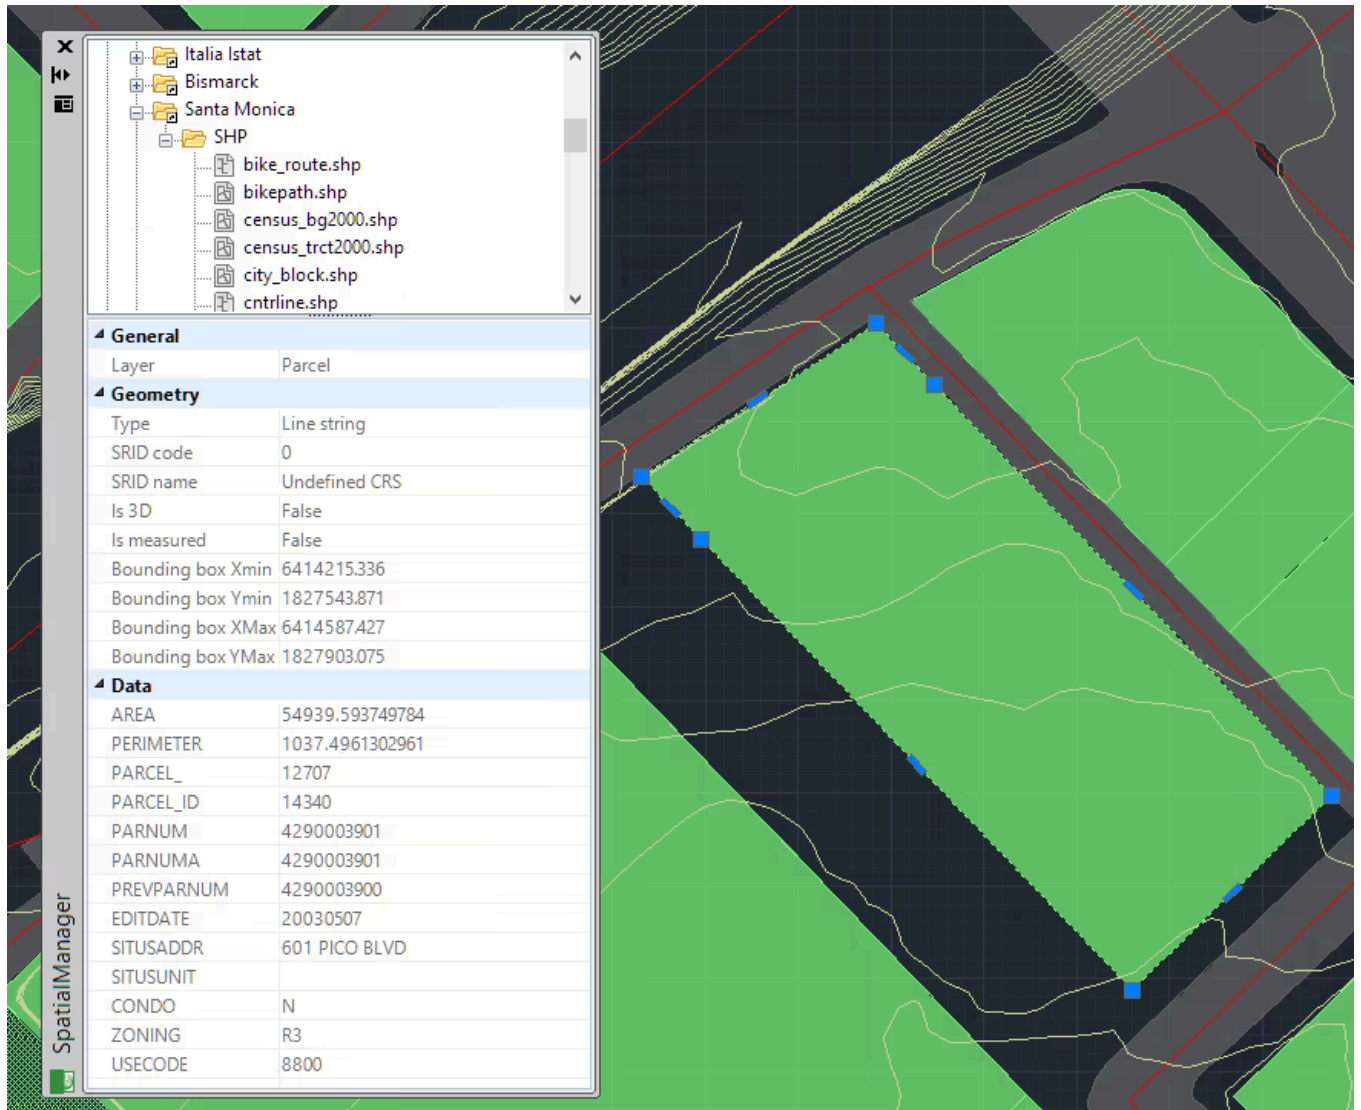 Italia Istat
Bismarck
Santa Monica
SHP
bike_route.shp
bikepath.shp
census_bg2000.shp
census_trct2000.shp
city_block.shp
cntrline.shp
General
Layer Parcel
Geometry
Type Line string
SRID code 0
SRID name Undefined CRS
Is 3D False
Is measured False
Bounding box Xmin 6414215.336
Bounding box Ymin 1827543.871
Bounding box XMax 6414587.427
Bounding box YMax 1827903.075
Data
AREA 54939.593749784
PERIMETER 1037.4961302961
PARCEL_ 12707
PARCEL_ID 14340
PARNUM 4290003901
PARNUMA 4290003901
PREVPARNUM 4290003900
EDITDATE 20030507
SITUSADDR 601 PICO BLVD
SITUSUNIT
CONDO N
ZONING R3
USECODE 8800
SpatialManager